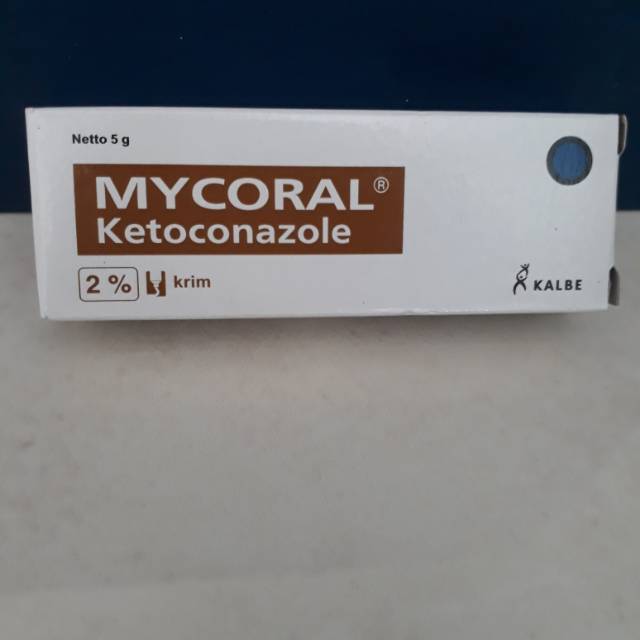 Netto 5 g
MYCORAL®
Ketoconazole
2 % krim
KALBE